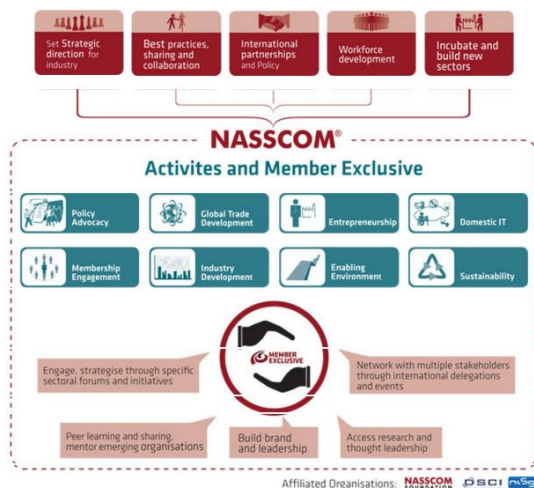 Set Strategic
direction for
industry
Best practices,
sharing and
collaboration
International
partnerships
and Policy
Workforce
development
Incubate and
build new
sectors
NASSCOM®
Activites and Member Exclusive
Policy
Advocacy
Global Trade
Development
Entrepreneurship
Domestic IT
Membership
Engagement
Industry
Development
Enabling
Environment
Sustainability
MEMBER
EXCLUSIVE
Engage, strategise through specific
sectoral forums and initiatives
Network with multiple stakeholders
through international delegations
and events
Peer learning and sharing,
mentor emerging organisations
Build brand
and leadership
Access research and
thought leadership
Affiliated Organisations: NASSCOM
FOUNDATION
DSCI